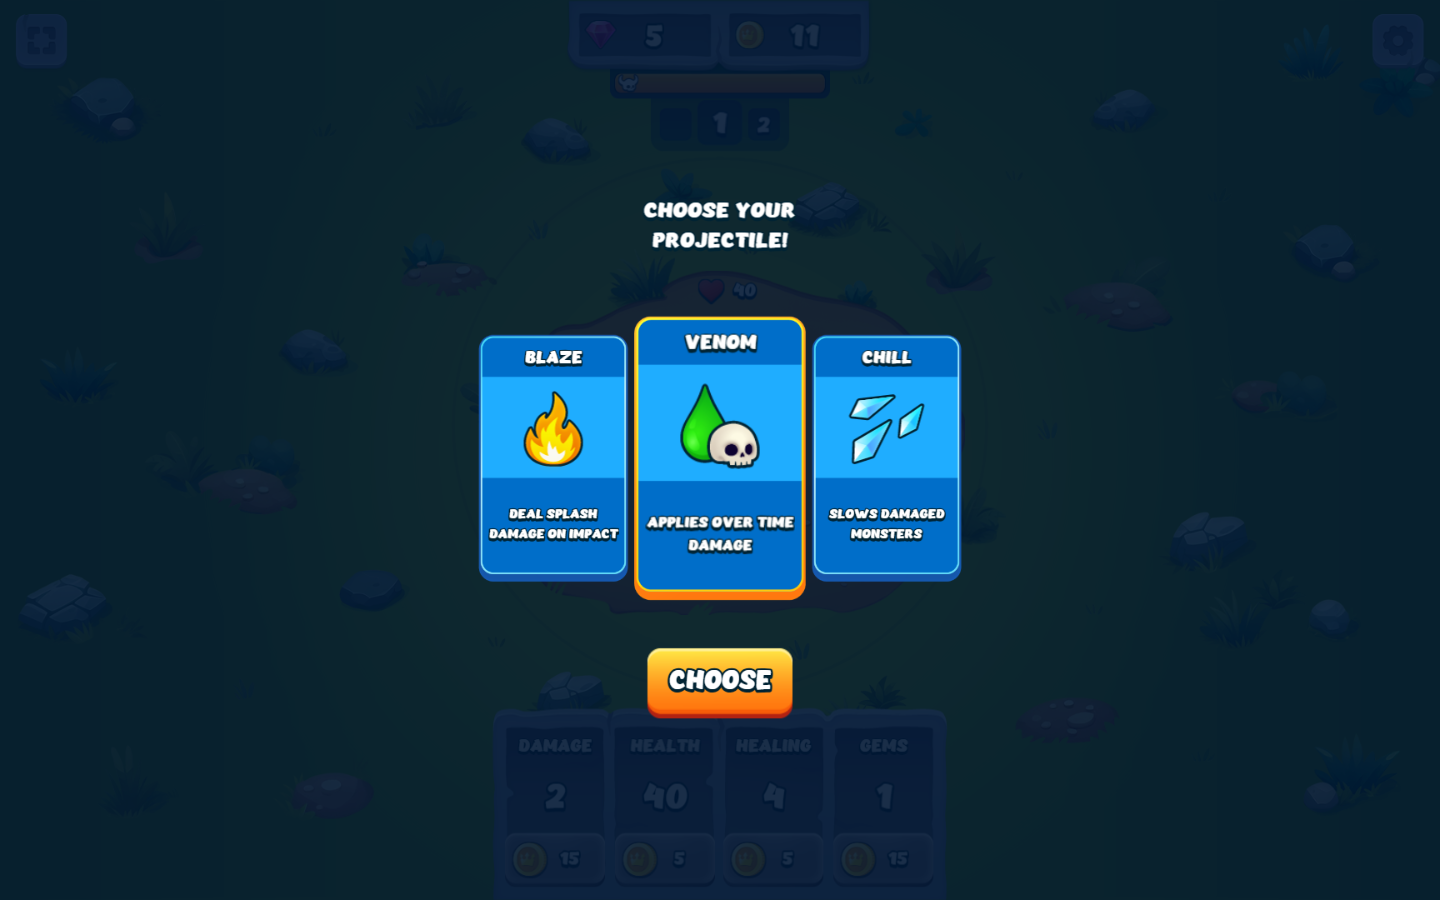 5 11
1 2
CHOOSE YOUR
PROJECTILE!
40
BLAZE
VENOM
CHILL
DEAL SPLASH
DAMAGE ON IMPACT
APPLIES OVER TIME
DAMAGE
SLOWS DAMAGED
MONSTERS
CHOOSE
DAMAGE HEALTH HEALING GEMS
2 40 4 1
15 5 5 15